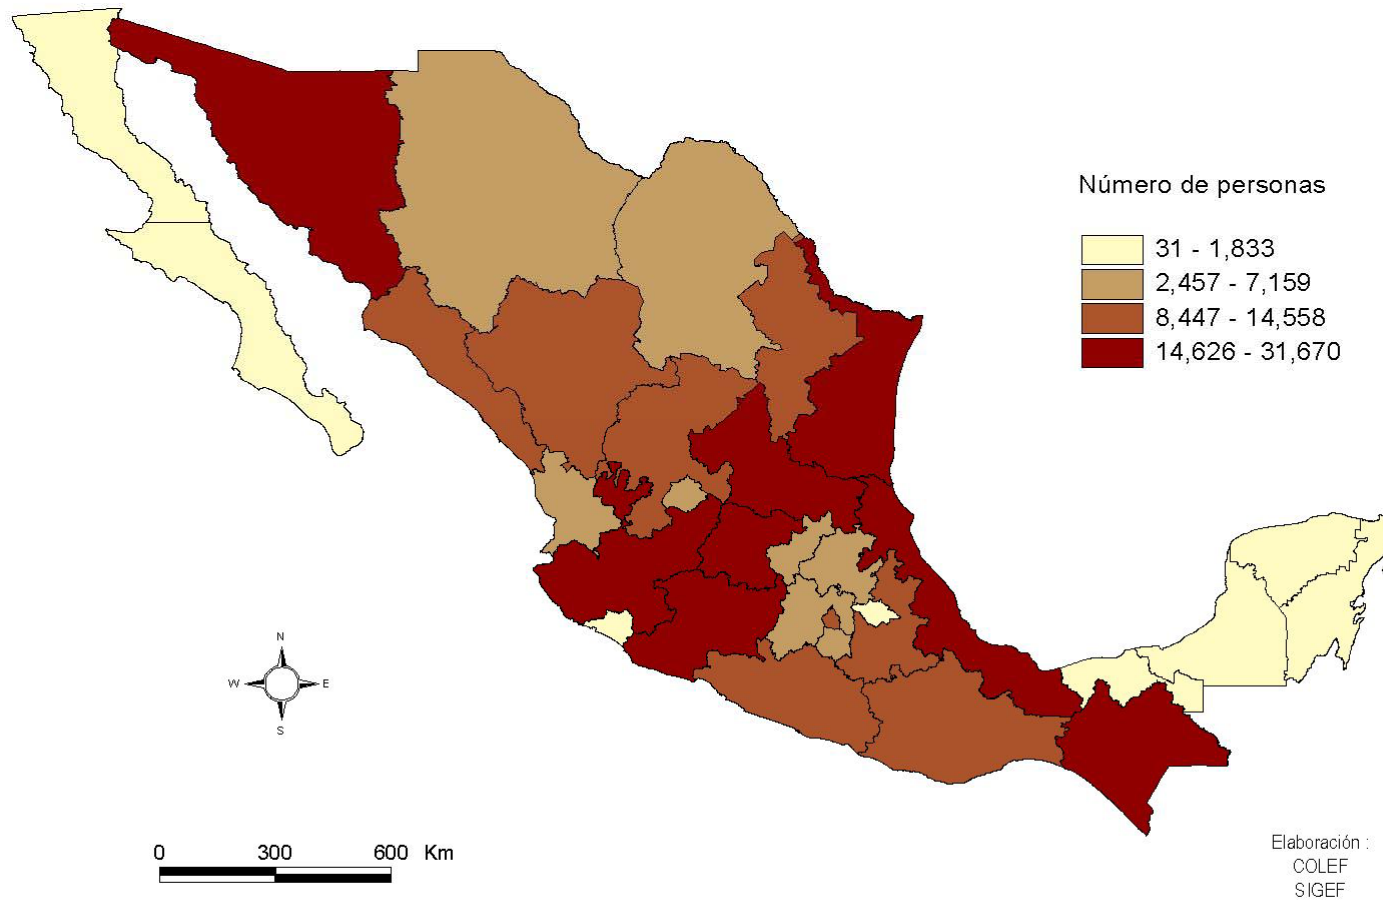 Número de personas
31 - 1,833
2,457 - 7,159
8,447 - 14,558
14,626 - 31,670
N
W E
S
0 300 600 Km
Elaboración :
COLEF
SIGEF